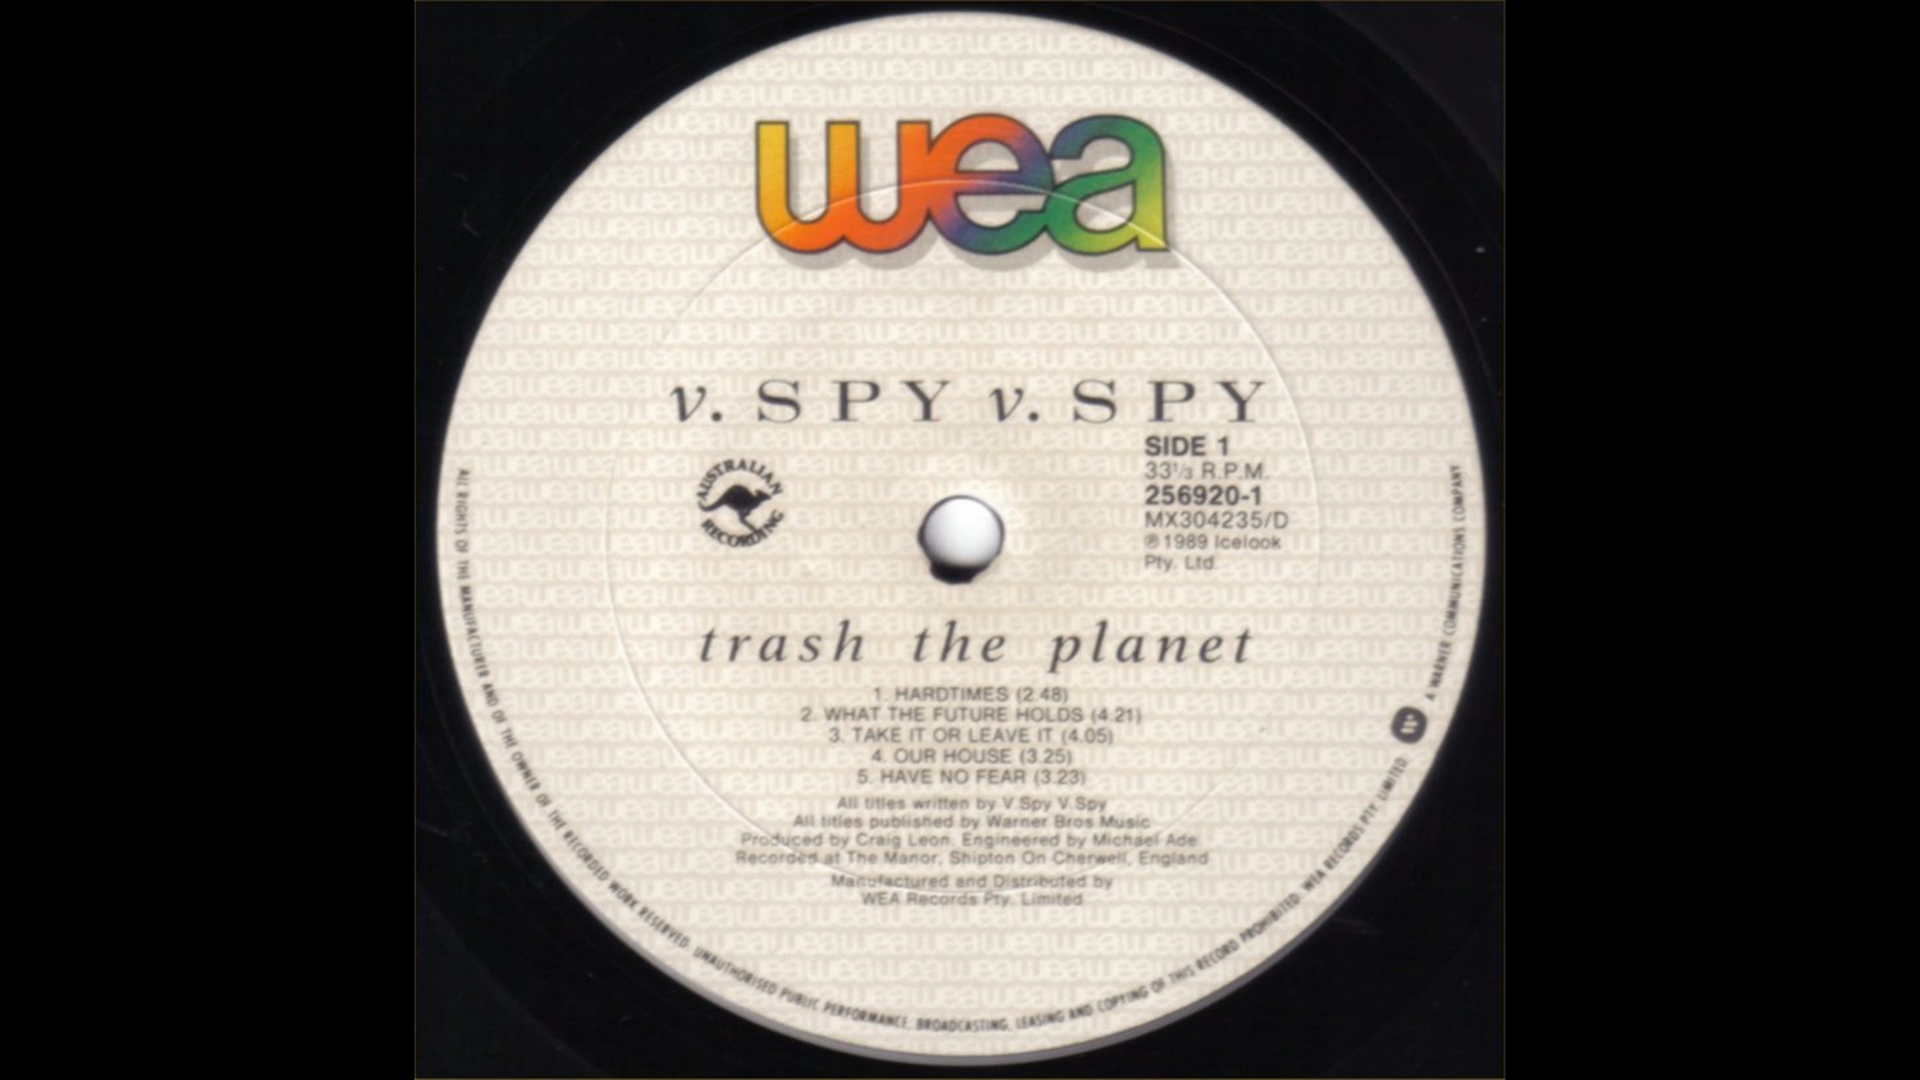 wea
v. SPY v. SPY
SIDE 1
33⅓ R.P.M.
256920-1
MX304235/D
℗ 1989 Icelook
Pty. Ltd.
AUSTRALIAN
RECORDING
trash the planet
1. HARDTIMES (2.48)
2. WHAT THE FUTURE HOLDS (4.21)
3. TAKE IT OR LEAVE IT (4.05)
4. OUR HOUSE (3.25)
5. HAVE NO FEAR (3.23)
All titles written by V.Spy V.Spy
All titles published by Warner Bros Music
Produced by Craig Leon. Engineered by Michael Ade.
Recorded at The Manor, Shipton On Cherwell, England
Manufactured and Distributed by
WEA Records Pty. Limited
ALL RIGHTS OF THE MANUFACTURER AND OF THE OWNER OF THE RECORDED WORK RESERVED. UNAUTHORISED PUBLIC PERFORMANCE, BROADCASTING, LEASING AND COPYING OF THIS RECORD PROHIBITED. WEA RECORDS PTY. LIMITED A WARNER COMMUNICATIONS COMPANY